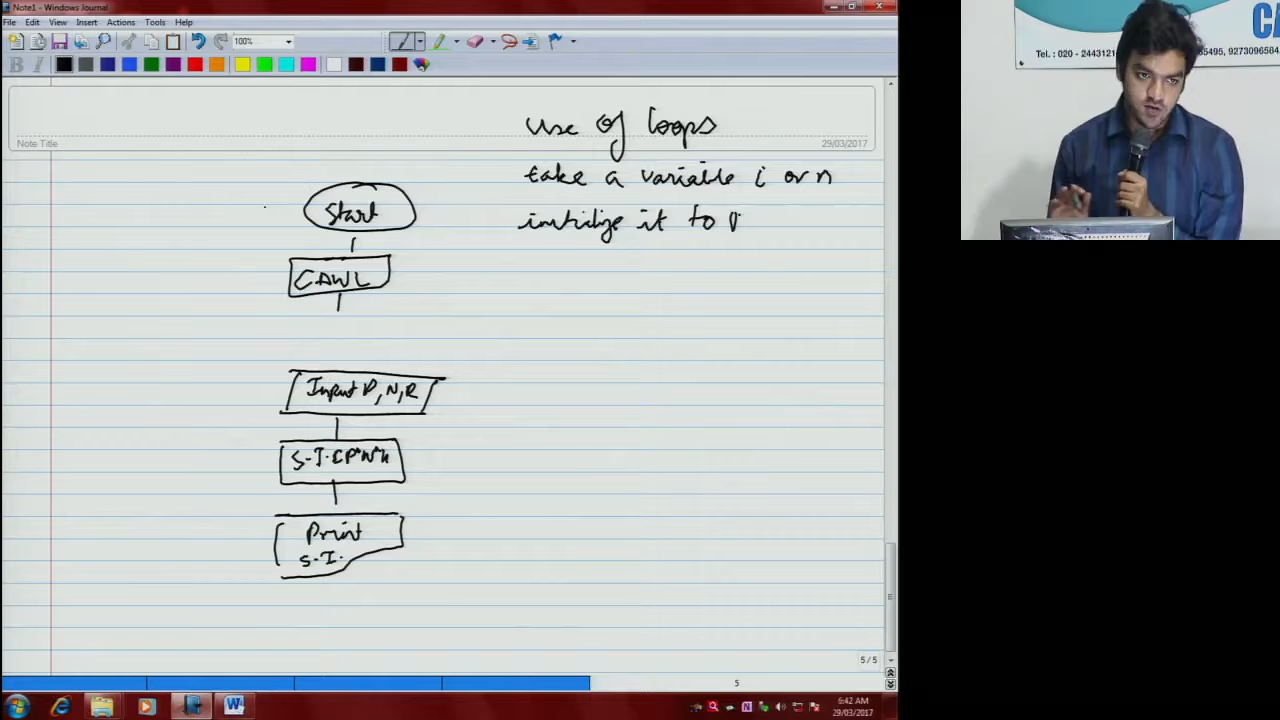 Note1 - Windows Journal
File Edit View Insert Actions Tools Help
100%
B I
Note Title
29/03/2017
use of loops
take a variable i or n
initialize it to 0
Start
CAWL
Input P, N, R
Print
S.I.
5/5
5
6:42 AM
29/03/2017
CA
Tel. : 020 - 2443121